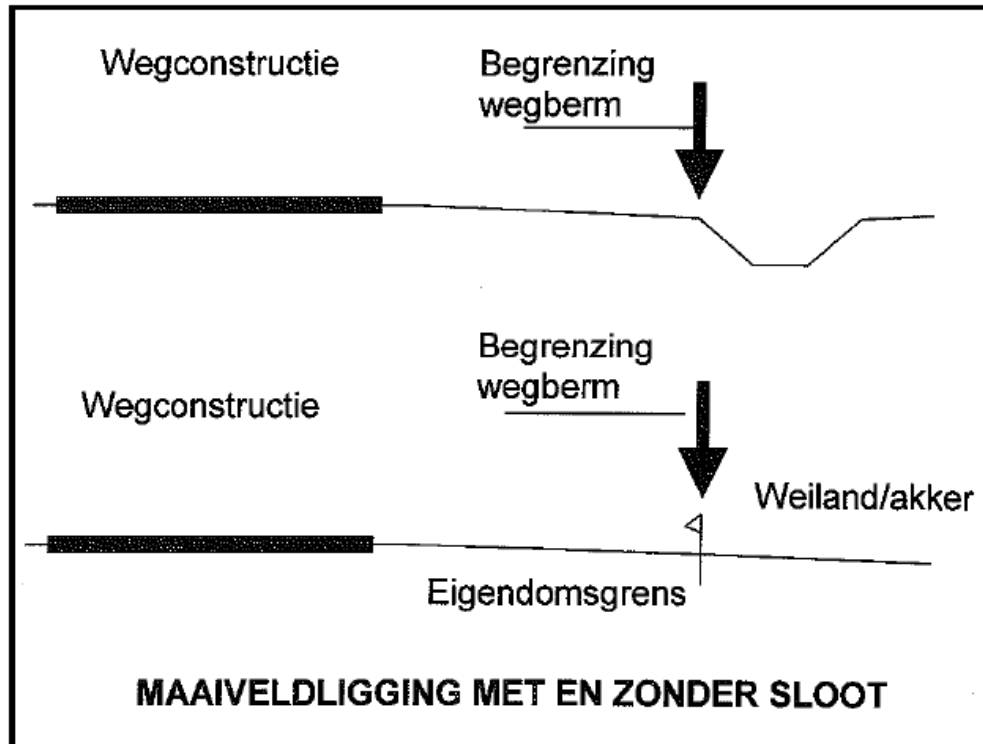 Wegconstructie
Begrenzing
wegberm
Begrenzing
wegberm
Wegconstructie
Weiland/akker
Eigendomsgrens
MAAIVELDLIGGING MET EN ZONDER SLOOT